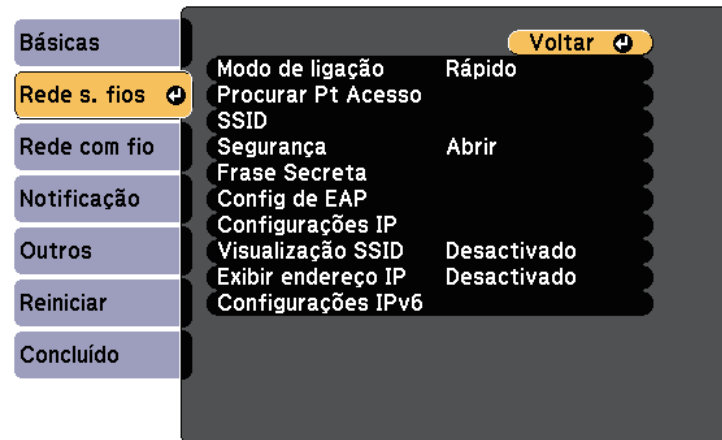 Básicas
Rede s. fios
Rede com fio
Notificação
Outros
Reiniciar
Concluído
Voltar
Modo de ligação Rápido
Procurar Pt Acesso
SSID
Segurança Abrir
Frase Secreta
Config de EAP
Configurações IP
Visualização SSID Desactivado
Exibir endereço IP Desactivado
Configurações IPv6